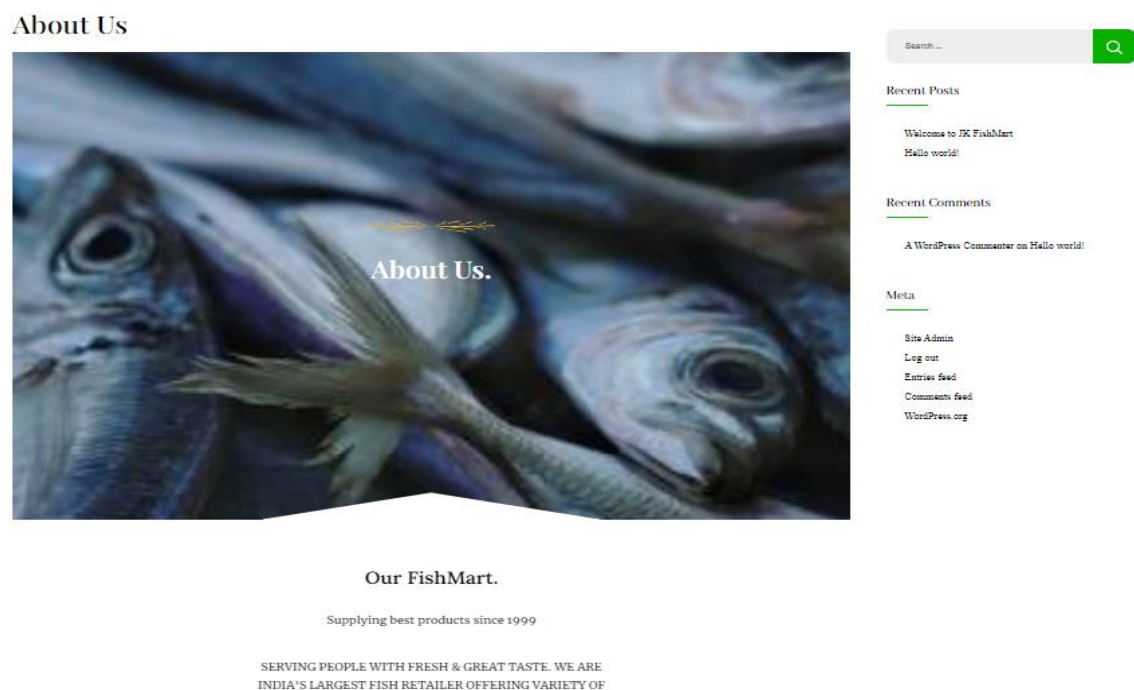 About Us
About Us.
Our FishMart.
Supplying best products since 1999
SERVING PEOPLE WITH FRESH & GREAT TASTE. WE ARE
INDIA'S LARGEST FISH RETAILER OFFERING VARIETY OF
Search ...
Recent Posts
Welcome to JK FishMart
Hello world!
Recent Comments
A WordPress Commenter on Hello world!
Meta
Site Admin
Log out
Entries feed
Comments feed
WordPress.org